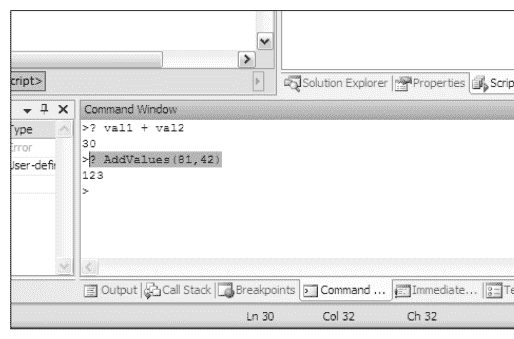 cript>
Solution Explorer Properties Scrip
Type
Error
User-defin
Command Window
>? val1 + val2
30
>? AddValues(81,42)
123
>
Output Call Stack Breakpoints Command ... Immediate... Te
Ln 30 Col 32 Ch 32